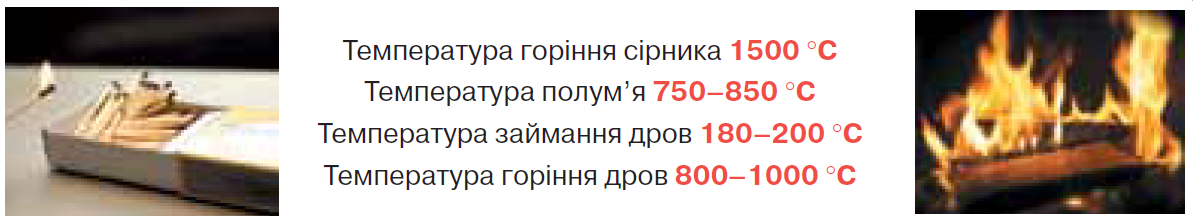 Температура горіння сірника 1500 °С
Температура полум’я 750–850 °С
Температура займання дров 180–200 °С
Температура горіння дров 800–1000 °С